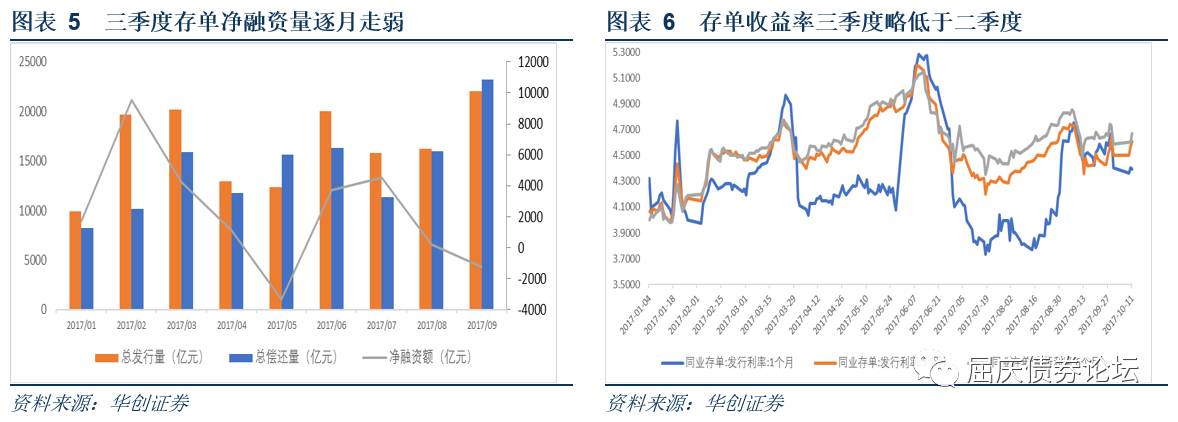 图表 5 三季度存单净融资量逐月走弱
25000
20000
15000
10000
5000
0
12000
10000
8000
6000
4000
2000
0
-2000
-4000
2017/01 2017/02 2017/03 2017/04 2017/05 2017/06 2017/07 2017/08 2017/09
总发行量（亿元） 总偿还量（亿元） 净融资额（亿元）
资料来源：华创证券
图表 6 存单收益率三季度略低于二季度
5.3000
5.1000
4.9000
4.7000
4.5000
4.3000
4.1000
3.9000
3.7000
3.5000
2017-01-04 2017-01-18 2017-02-01 2017-02-15 2017-03-01 2017-03-15 2017-03-29 2017-04-12 2017-04-26 2017-05-10 2017-05-24 2017-06-07 2017-06-21 2017-07-05 2017-07-19 2017-08-02 2017-08-16 2017-08-30 2017-09-13 2017-09-27 2017-10-11
同业存单:发行利率:1个月 同业存单:发行利率
屈庆债券论坛
资料来源：华创证券